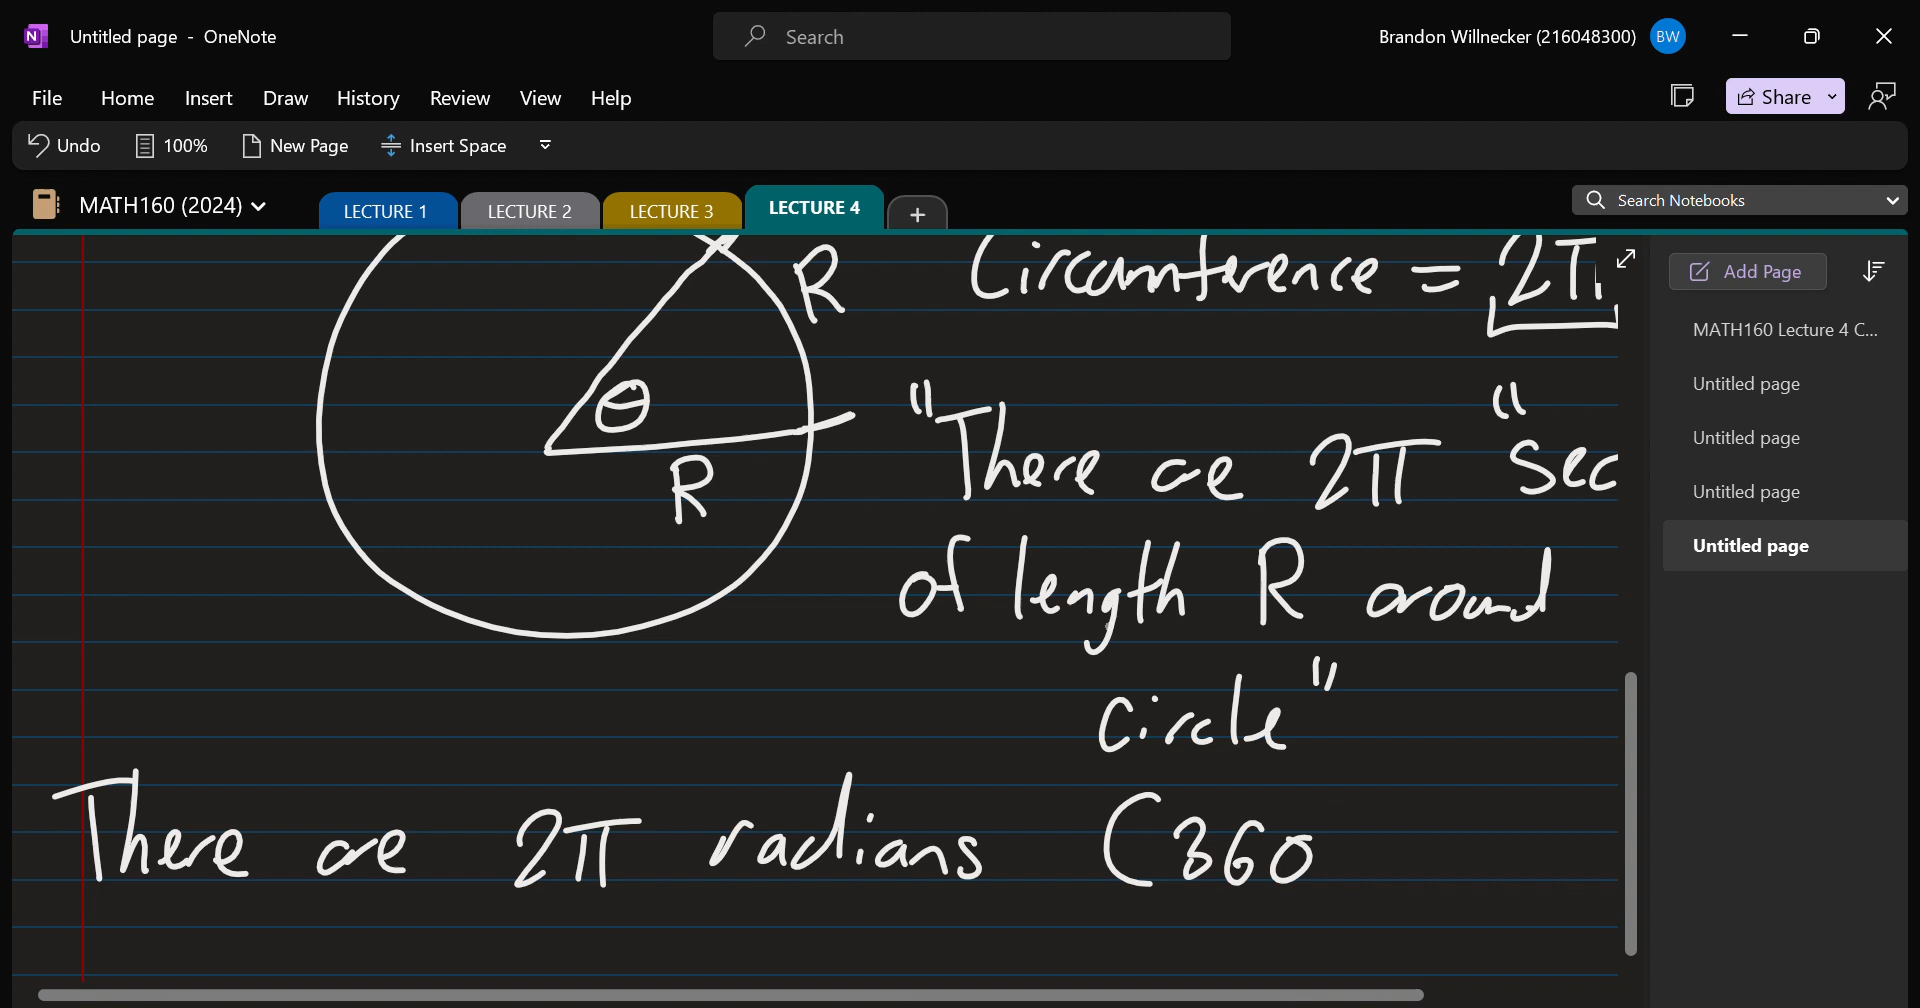 Untitled page - OneNote
Search
Brandon Willnecker (216048300) BW
File Home Insert Draw History Review View Help
Share
Undo 100% New Page Insert Space
MATH160 (2024) LECTURE 1 LECTURE 2 LECTURE 3 LECTURE 4 +
Search Notebooks
Add Page
MATH160 Lecture 4 C...
Untitled page
Untitled page
Untitled page
Untitled page
R
Circumference = 2π
θ
R
"There are 2π "sec
of length R around
circle"
There are 2π radians (360